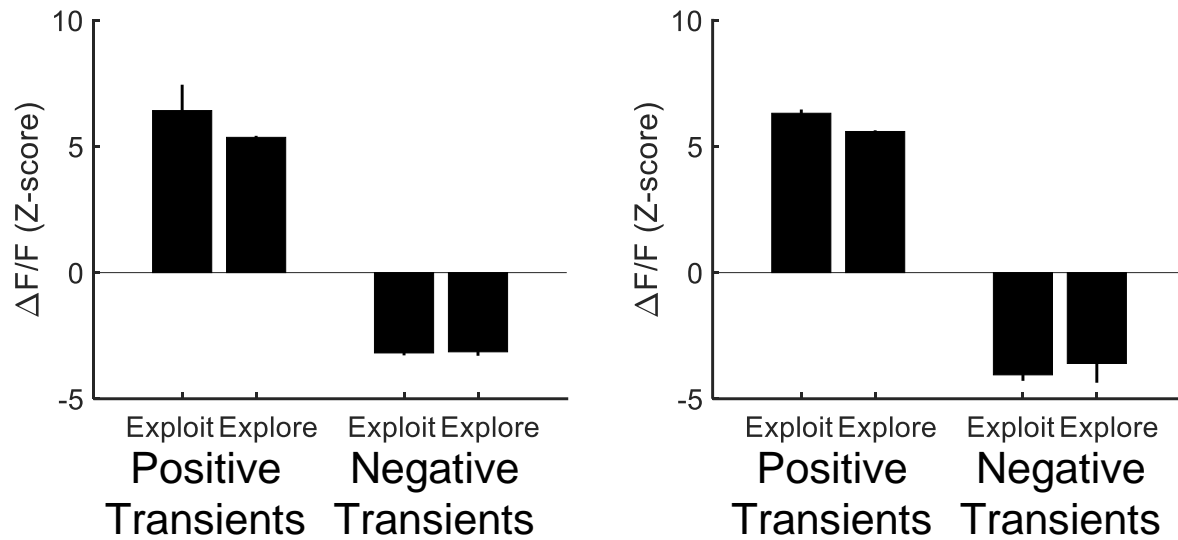 10
5
0
-5
ΔF/F (Z-score)
Exploit Explore Exploit Explore
Positive Negative
Transients Transients
10
5
0
-5
ΔF/F (Z-score)
Exploit Explore Exploit Explore
Positive Negative
Transients Transients